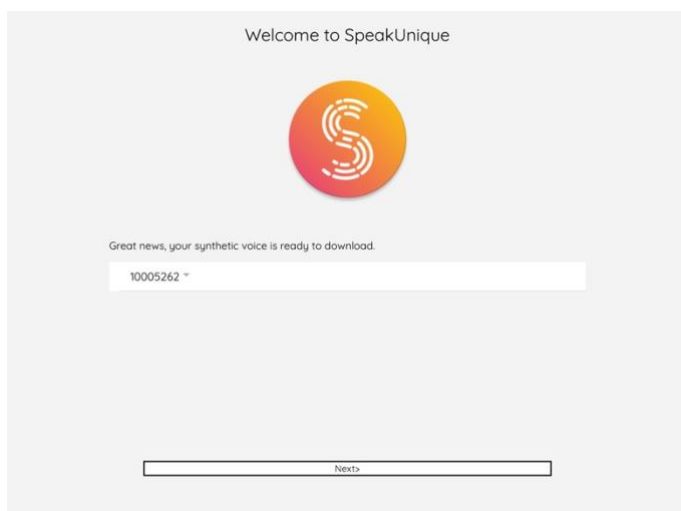 Welcome to SpeakUnique
Great news, your synthetic voice is ready to download.
10005262
Next>